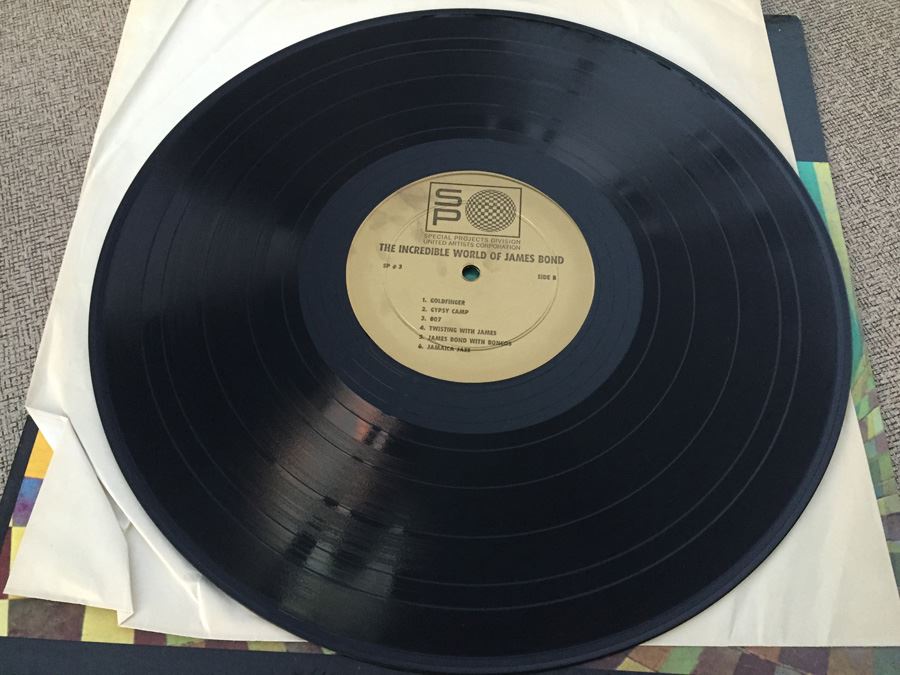 SP
SPECIAL PROJECTS DIVISION
UNITED ARTISTS CORPORATION
THE INCREDIBLE WORLD OF JAMES BOND
SP # 3
SIDE B
1. GOLDFINGER
2. GYPSY CAMP
3. 007
4. TWISTING WITH JAMES
5. JAMES BOND WITH BONGOS
6. JAMAICA JAZZ